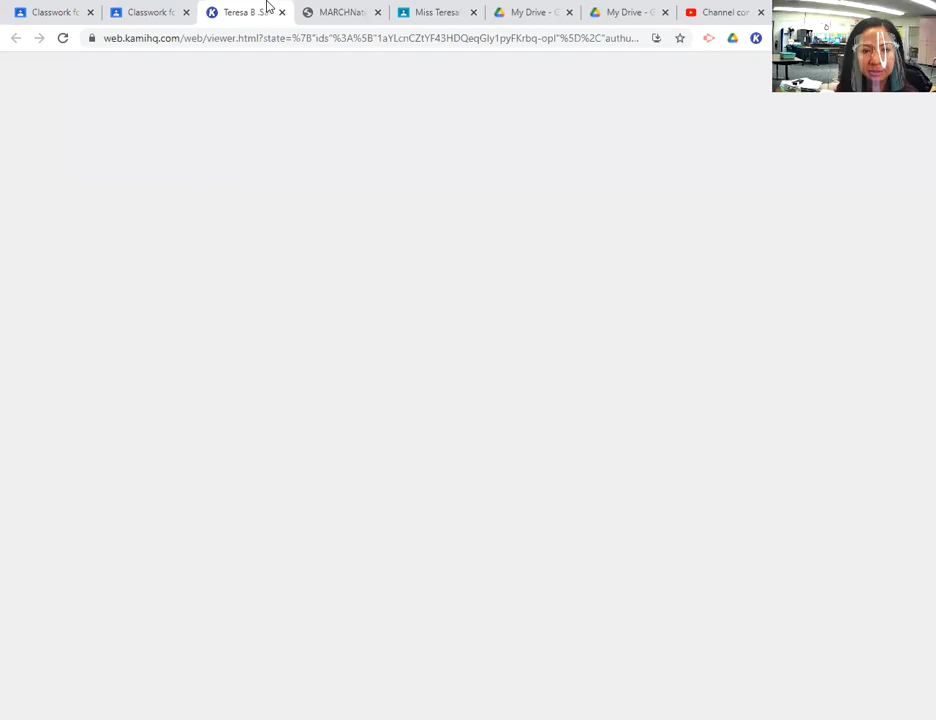 Classwork fc
Classwork fc
Teresa B .S
MARCHNat
Miss Teresa
My Drive - G
My Drive - G
Channel cor
web.kamihq.com/web/viewer.html?state=%7B"ids"%3A%5B"1aYLcnCZtYF43HDQeqGly1pyFKrbq-opI"%5D%2C"authu...